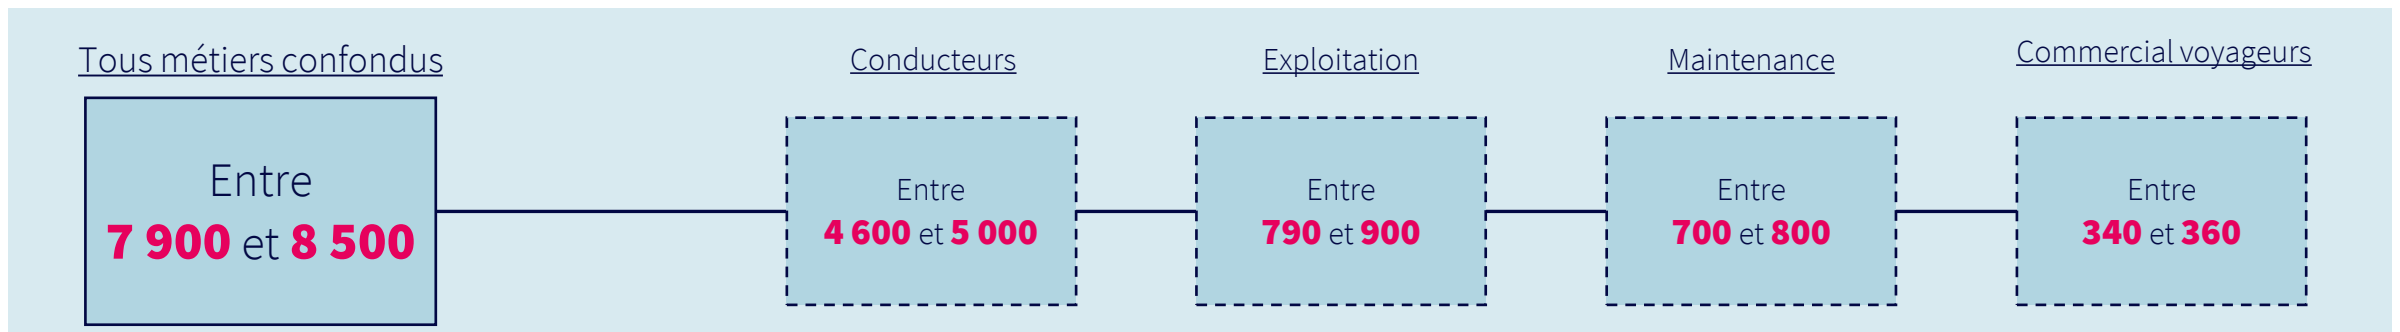 Tous métiers confondus
Entre
7 900 et 8 500
Conducteurs
Entre
4 600 et 5 000
Exploitation
Entre
790 et 900
Maintenance
Entre
700 et 800
Commercial voyageurs
Entre
340 et 360